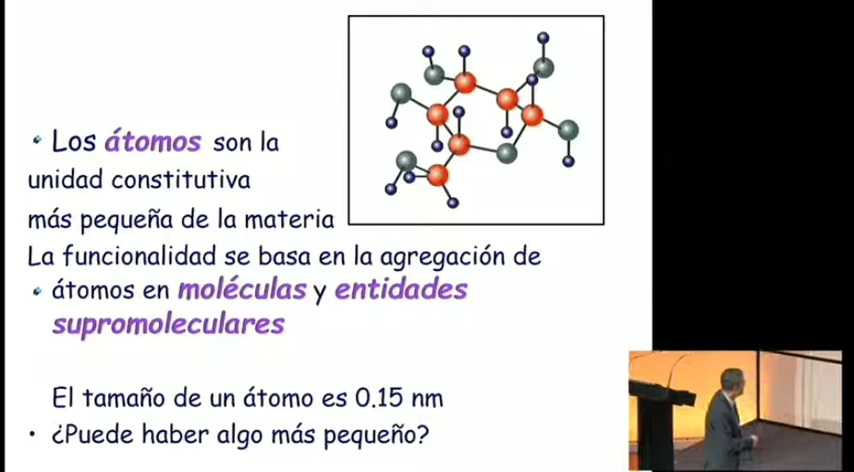 • Los átomos son la
unidad constitutiva
más pequeña de la materia
La funcionalidad se basa en la agregación de
• átomos en moléculas y entidades
supromoleculares
El tamaño de un átomo es 0.15 nm
• ¿Puede haber algo más pequeño?